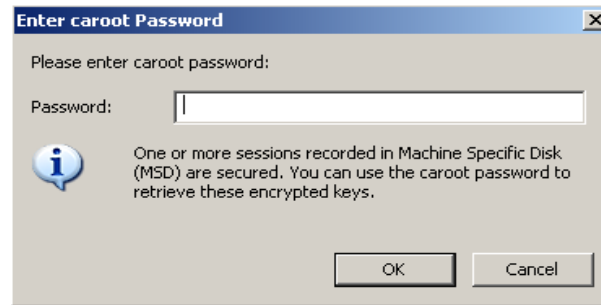 Enter caroot Password
Please enter caroot password:
Password:
One or more sessions recorded in Machine Specific Disk
(MSD) are secured. You can use the caroot password to
retrieve these encrypted keys.
OK Cancel